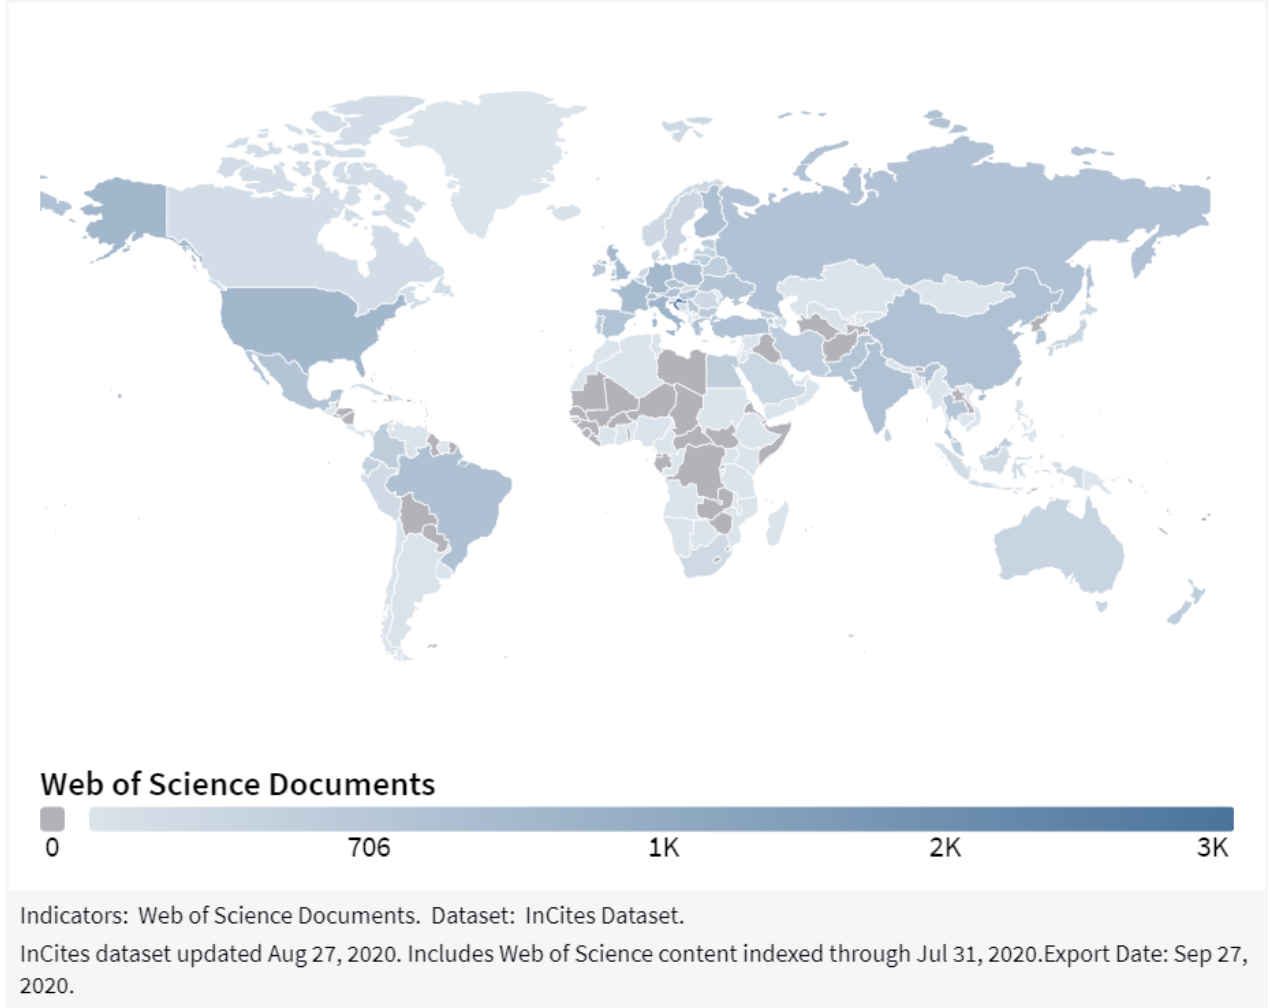 Web of Science Documents
0 706 1K 2K 3K
Indicators: Web of Science Documents. Dataset: InCites Dataset.
InCites dataset updated Aug 27, 2020. Includes Web of Science content indexed through Jul 31, 2020.Export Date: Sep 27,
2020.